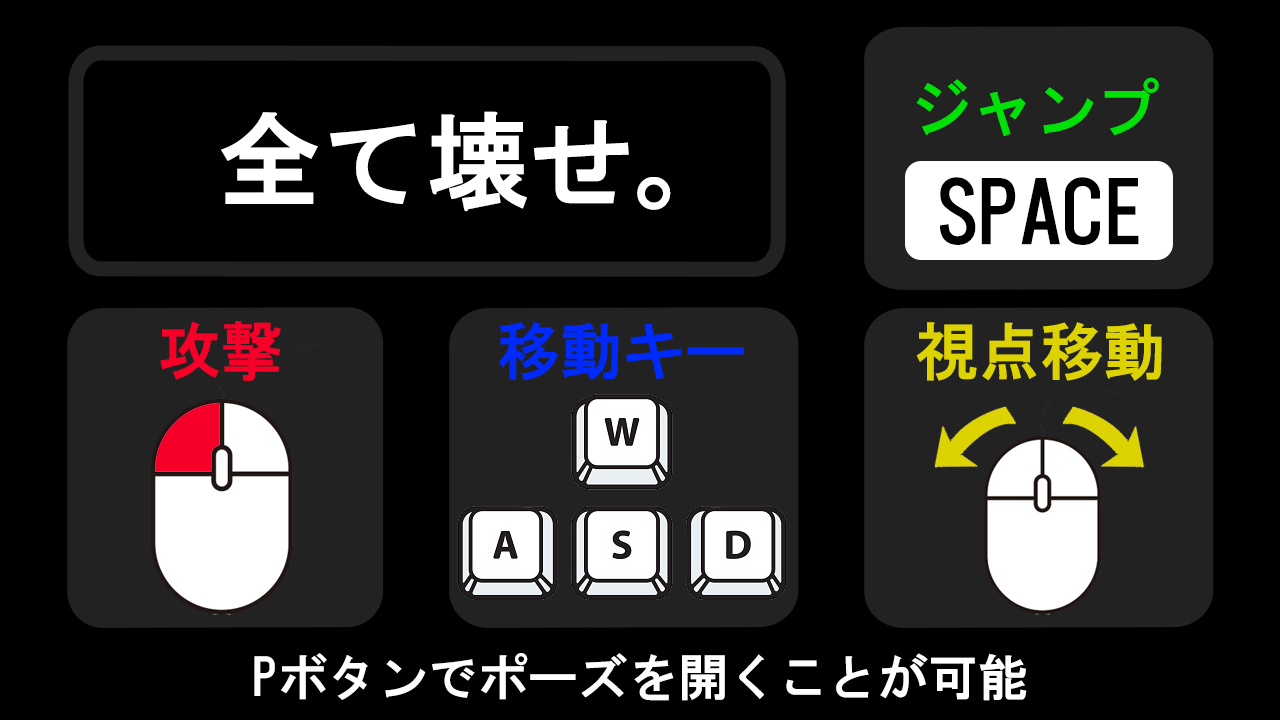 全て壊せ。
ジャンプ
SPACE
攻撃
移動キー
W
A S D
視点移動
Pボタンでポーズを開くことが可能